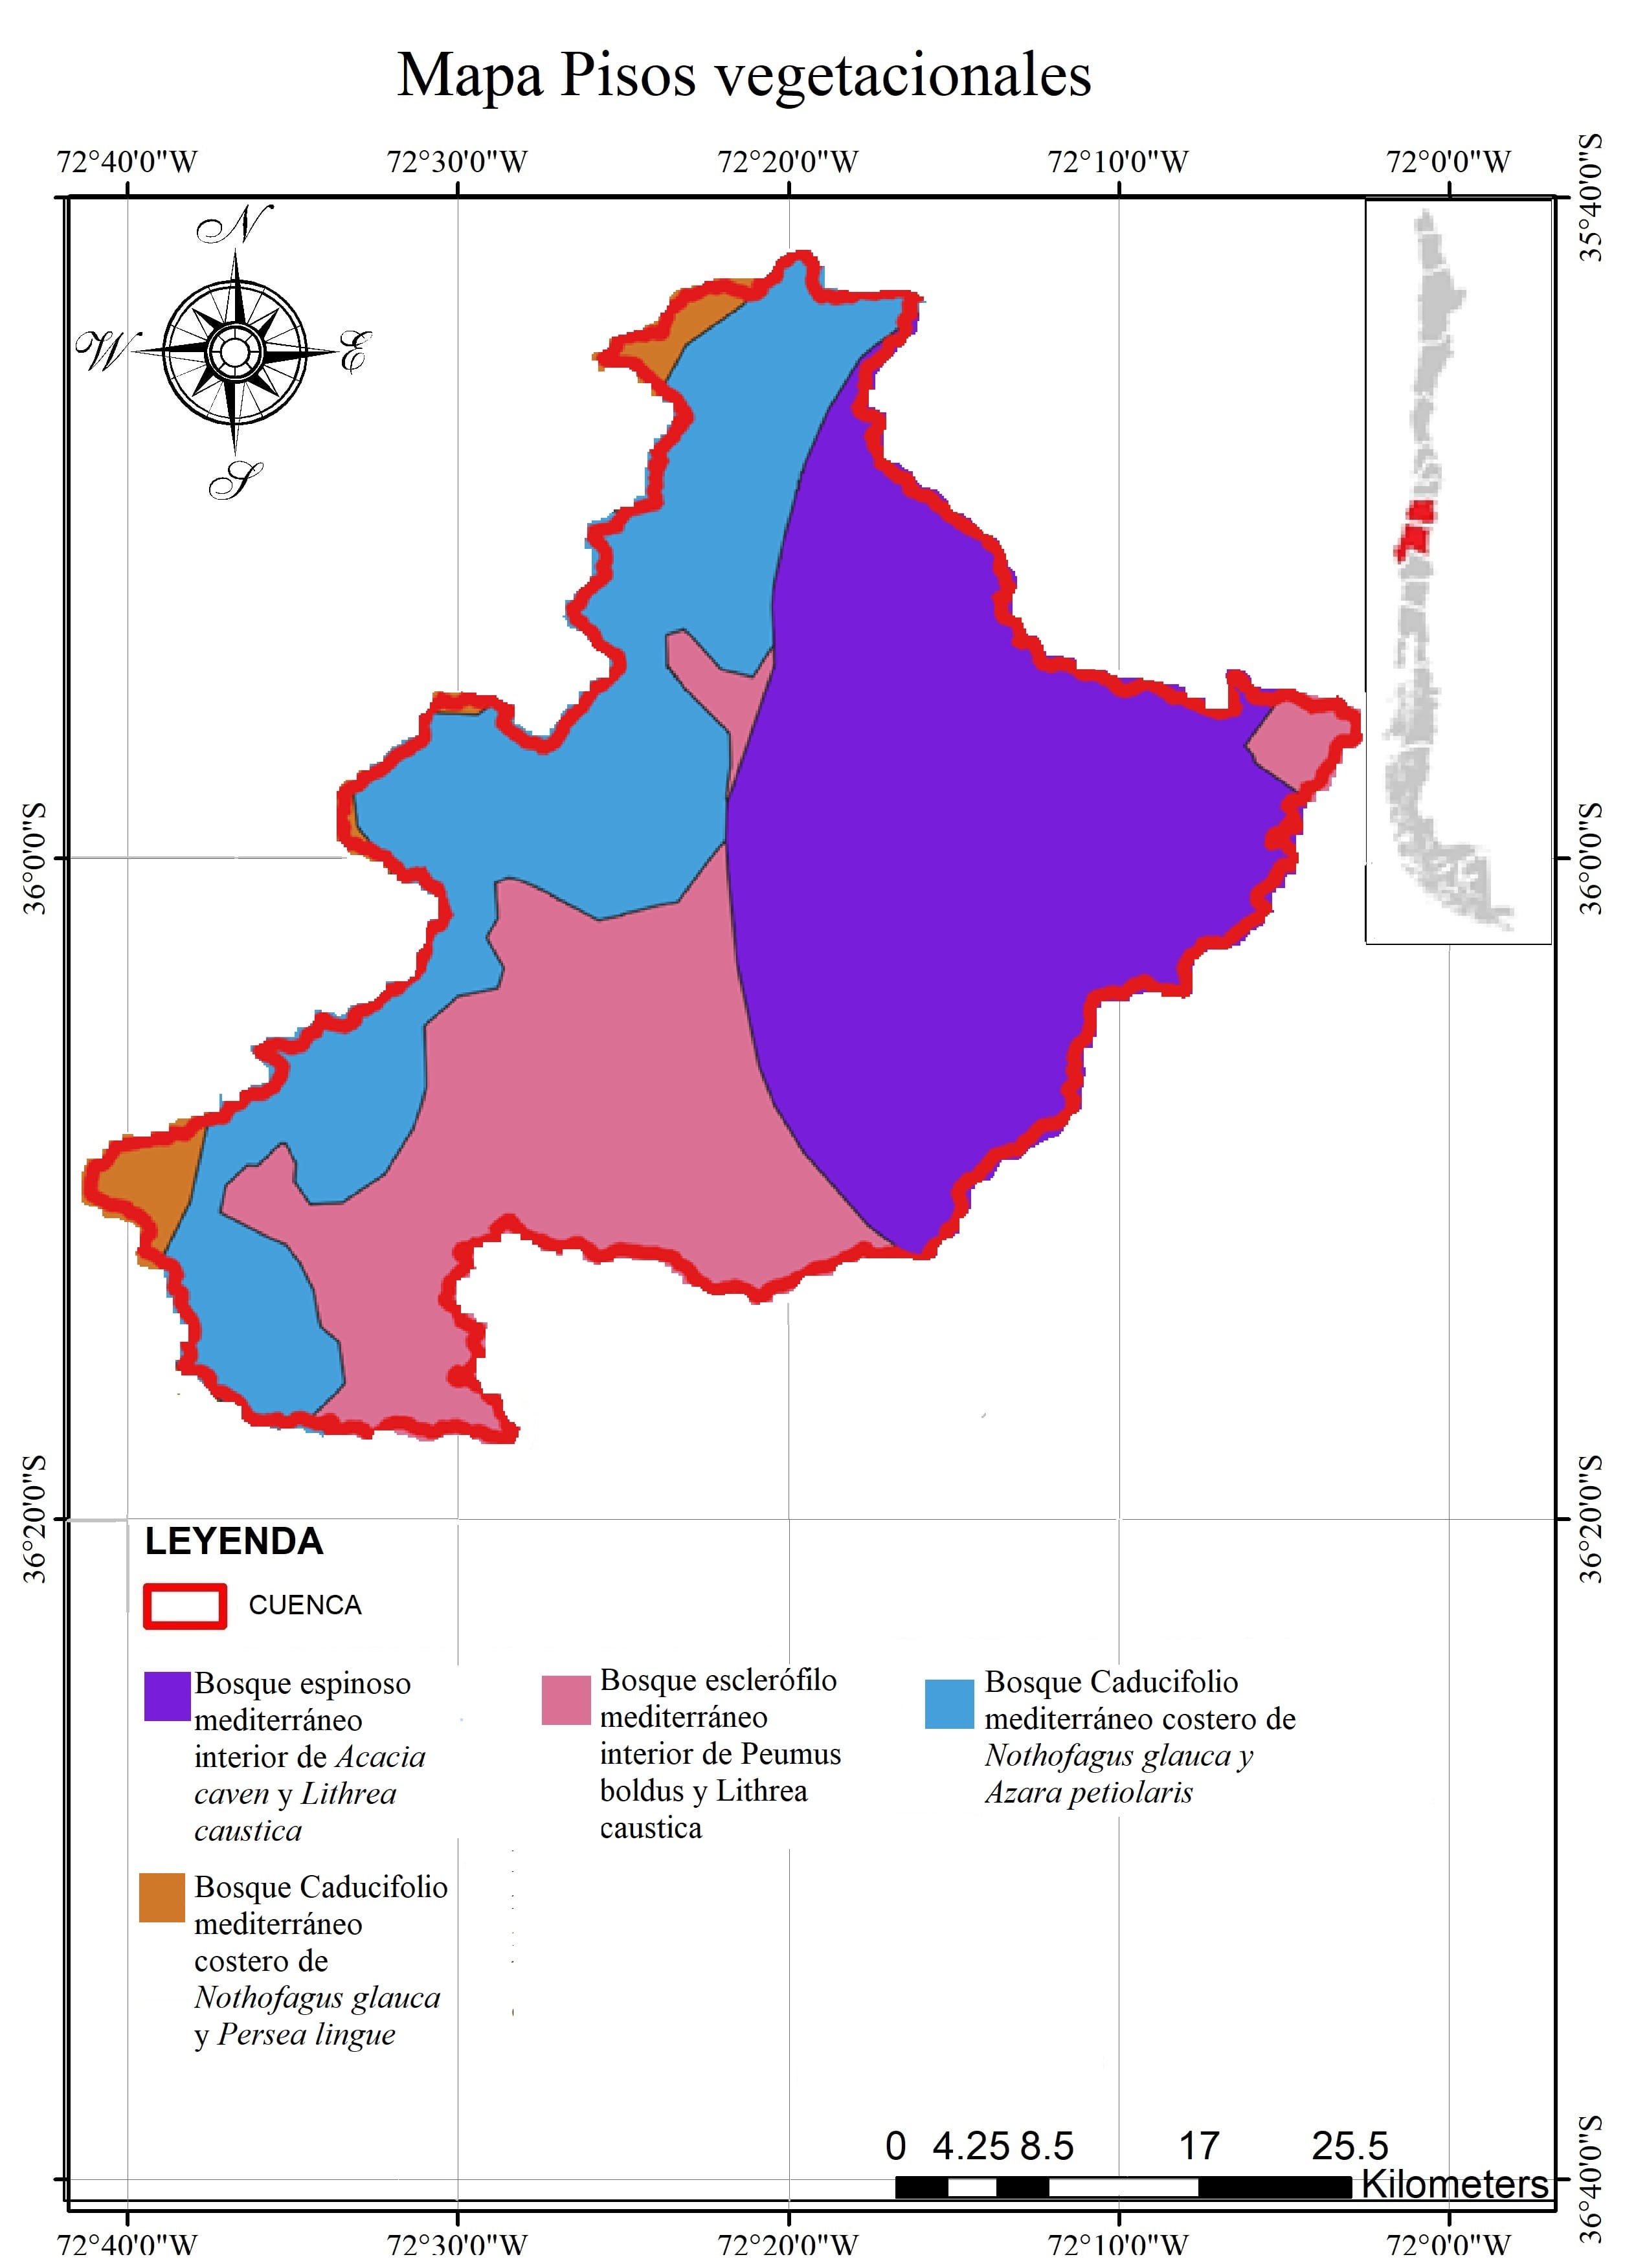 Mapa Pisos vegetacionales
72°40'0"W 72°30'0"W 72°20'0"W 72°10'0"W 72°0'0"W
35°40'0"S
N
W E
S
36°0'0"S 36°0'0"S
36°20'0"S 36°20'0"S
LEYENDA
CUENCA
Bosque espinoso
mediterráneo
interior de Acacia
caven y Lithrea
caustica
Bosque esclerófilo
mediterráneo
interior de Peumus
boldus y Lithrea
caustica
Bosque Caducifolio
mediterráneo costero de
Nothofagus glauca y
Azara petiolaris
Bosque Caducifolio
mediterráneo
costero de
Nothofagus glauca
y Persea lingue
0 4.25 8.5 17 25.5
Kilometers
36°40'0"S
72°40'0"W 72°30'0"W 72°20'0"W 72°10'0"W 72°0'0"W